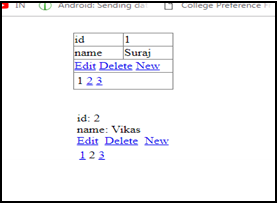 IN Android: Sending da College Preference
id 1
name Suraj
Edit Delete New
1 2 3
id: 2
name: Vikas
Edit Delete New
1 2 3